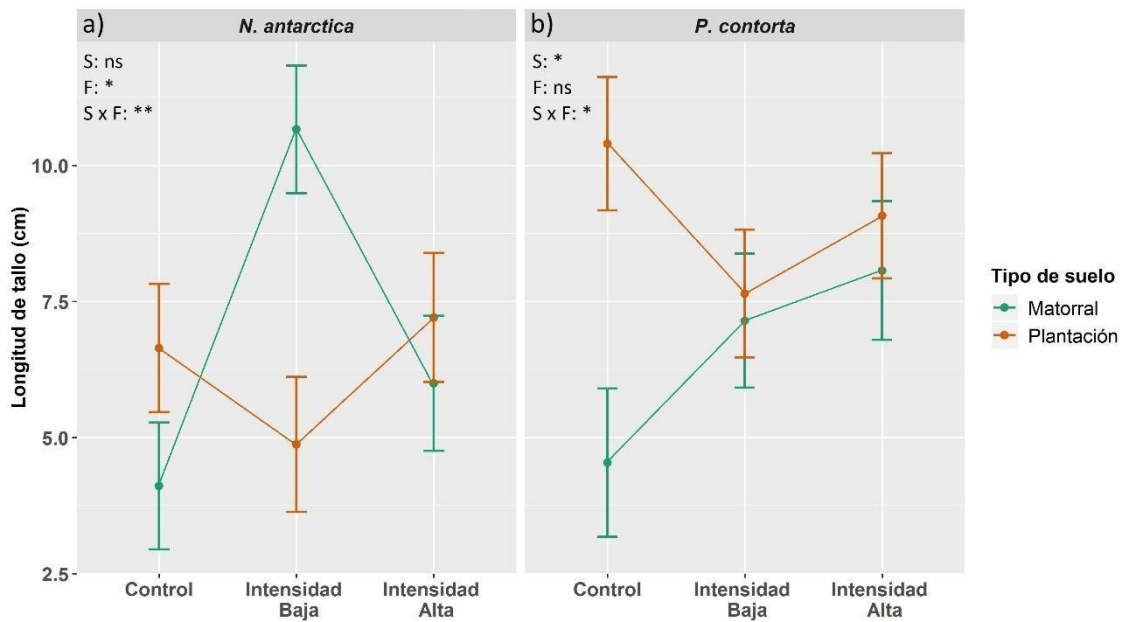 a)
N. antarctica
b)
P. contorta
S: ns
F: *
S x F: **
S: *
F: ns
S x F: *
10.0
7.5
5.0
2.5
Longitud de tallo (cm)
Control
Intensidad
Baja
Intensidad
Alta
Control
Intensidad
Baja
Intensidad
Alta
Tipo de suelo
Matorral
Plantación